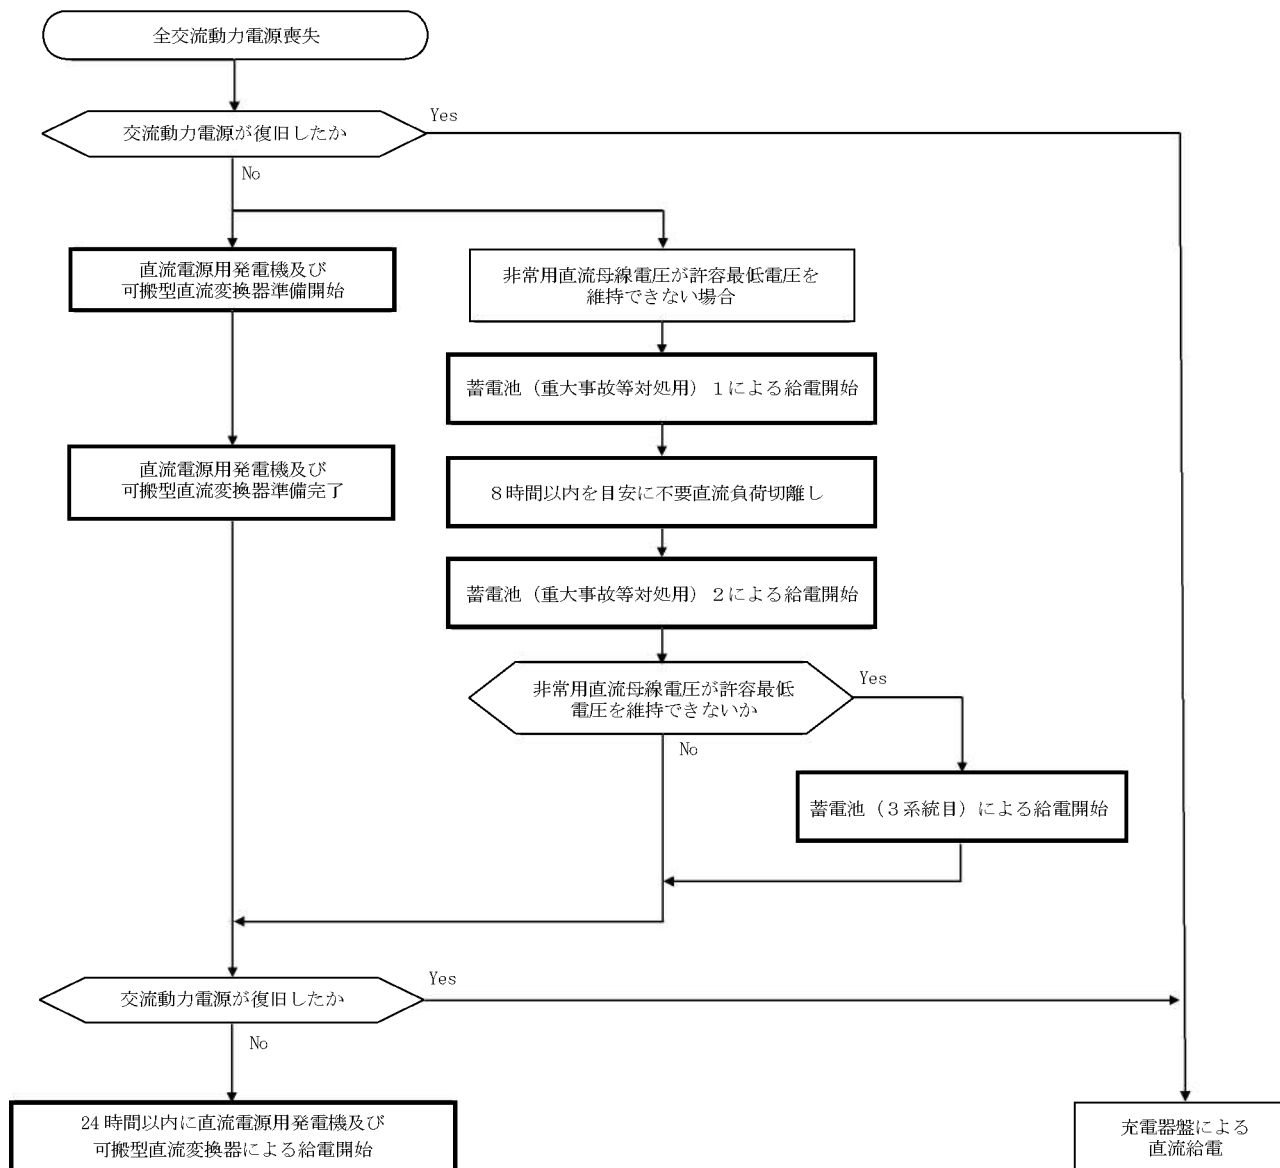 全交流動力電源喪失
交流動力電源が復旧したか
Yes
No
直流電源用発電機及び
可搬型直流変換器準備開始
非常用直流母線電圧が許容最低電圧を
維持できない場合
蓄電池（重大事故等対処用）１による給電開始
直流電源用発電機及び
可搬型直流変換器準備完了
８時間以内を目安に不要直流負荷切離し
蓄電池（重大事故等対処用）２による給電開始
非常用直流母線電圧が許容最低
電圧を維持できないか
Yes
No
蓄電池（３系統目）による給電開始
交流動力電源が復旧したか
Yes
No
24 時間以内に直流電源用発電機及び
可搬型直流変換器による給電開始
充電器盤による
直流給電